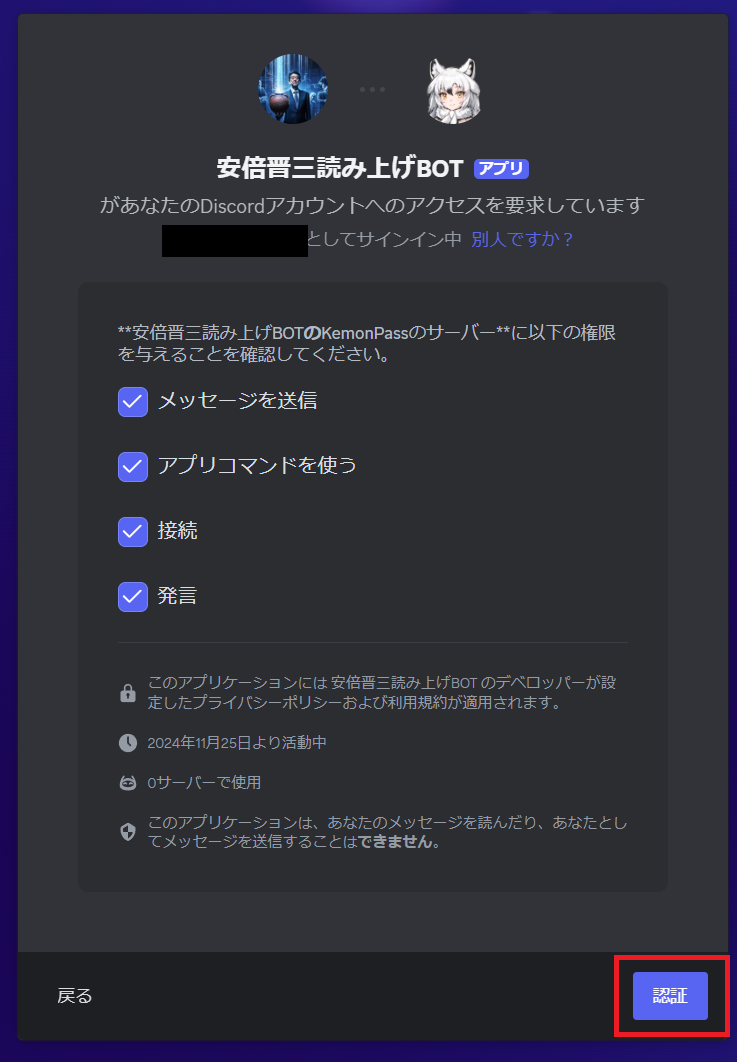 安倍晋三読み上げBOT アプリ
があなたのDiscordアカウントへのアクセスを要求しています
としてサインイン中 別人ですか？
**安倍晋三読み上げBOTのKemonPassのサーバー**に以下の権限
を与えることを確認してください。
メッセージを送信
アプリコマンドを使う
接続
発言
このアプリケーションには 安倍晋三読み上げBOT のデベロッパーが設
定したプライバシーポリシーおよび利用規約が適用されます。
2024年11月25日より活動中
0サーバーで使用
このアプリケーションは、あなたのメッセージを読んだり、あなたとし
てメッセージを送信することはできません。
戻る
認証